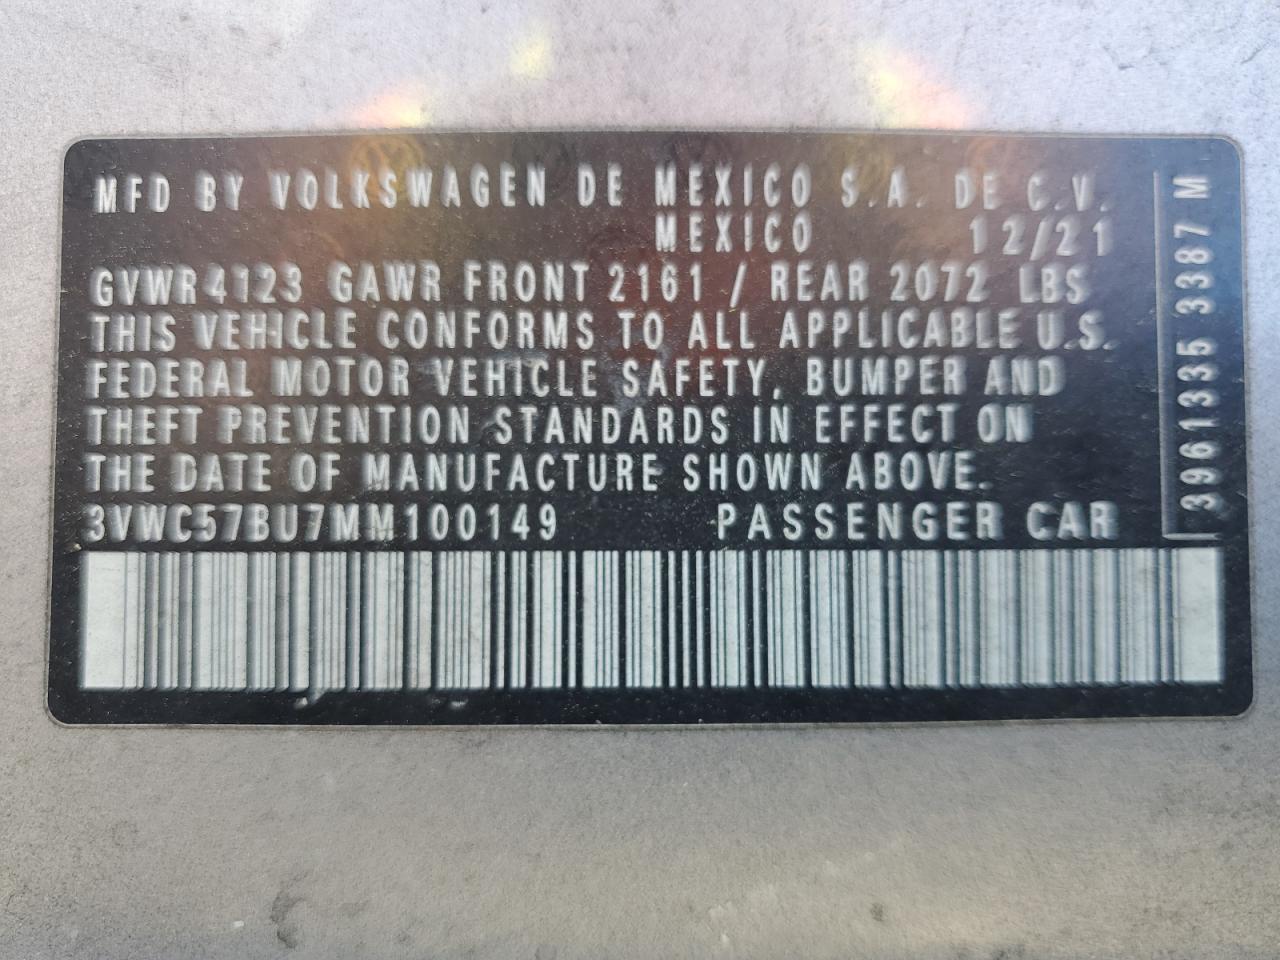 MFD BY VOLKSWAGEN DE MEXICO S.A. DE C.V.
MEXICO 12/21
GVWR 4123 GAWR FRONT 2161 / REAR 2072 LBS
THIS VEHICLE CONFORMS TO ALL APPLICABLE U.S.
FEDERAL MOTOR VEHICLE SAFETY, BUMPER AND
THEFT PREVENTION STANDARDS IN EFFECT ON
THE DATE OF MANUFACTURE SHOWN ABOVE.
3VWC57BU7MM100149 PASSENGER CAR
3961335 3387 M